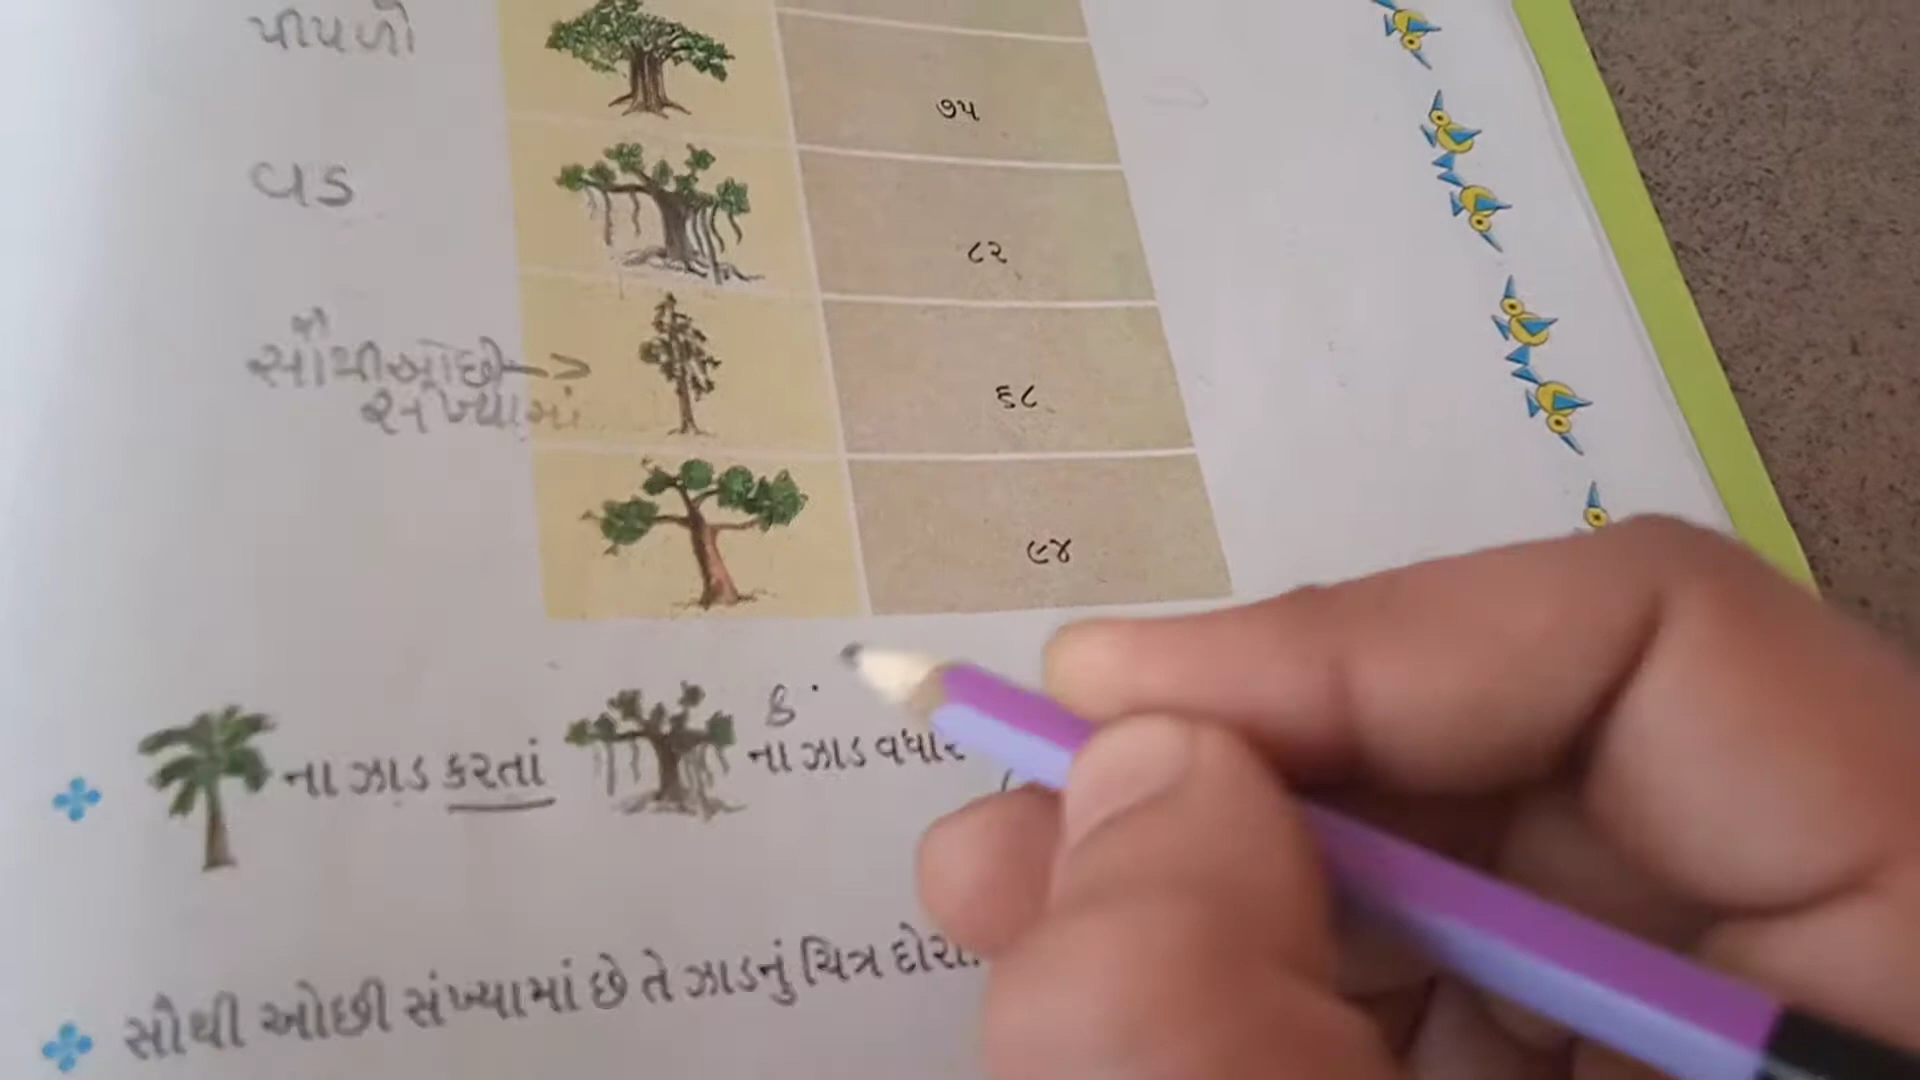 પીપળો
૭૫
વડ
૮૨
સૌથી ઓછી
સંખ્યામાં
૬૮
૯૪
ના ઝાડ કરતાં ના ઝાડ વધારે
સૌથી ઓછી સંખ્યામાં છે તે ઝાડનું ચિત્ર દોરો.